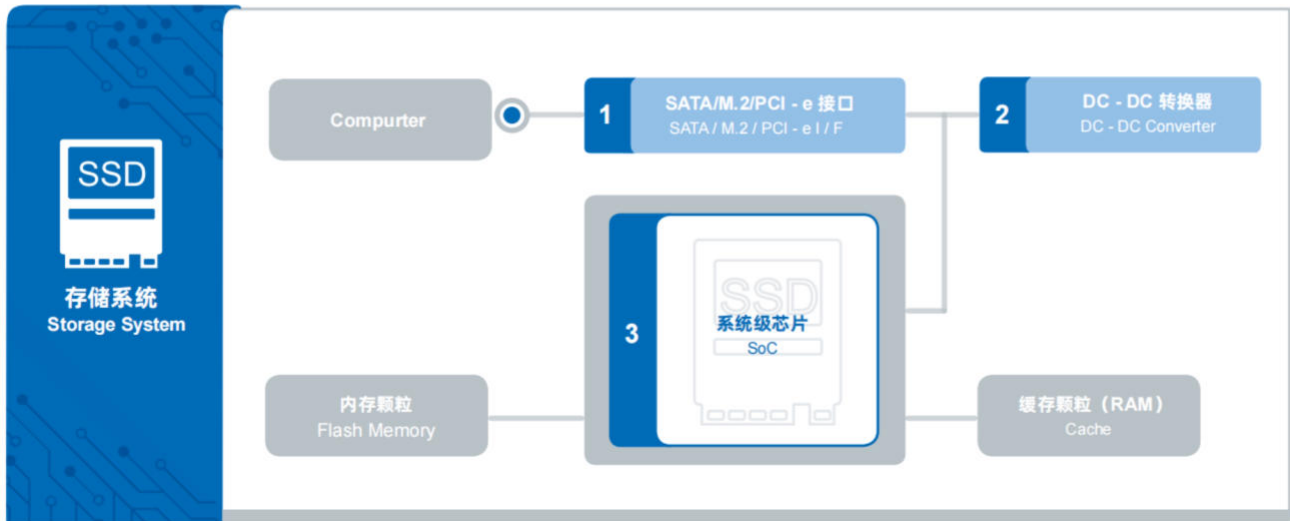 SSD
存储系统
Storage System
Compurter
1
SATA/M.2/PCI - e 接口
SATA / M.2 / PCI - e I / F
2
DC - DC 转换器
DC - DC Converter
3
SSD
系统级芯片
SoC
内存颗粒
Flash Memory
缓存颗粒（RAM）
Cache